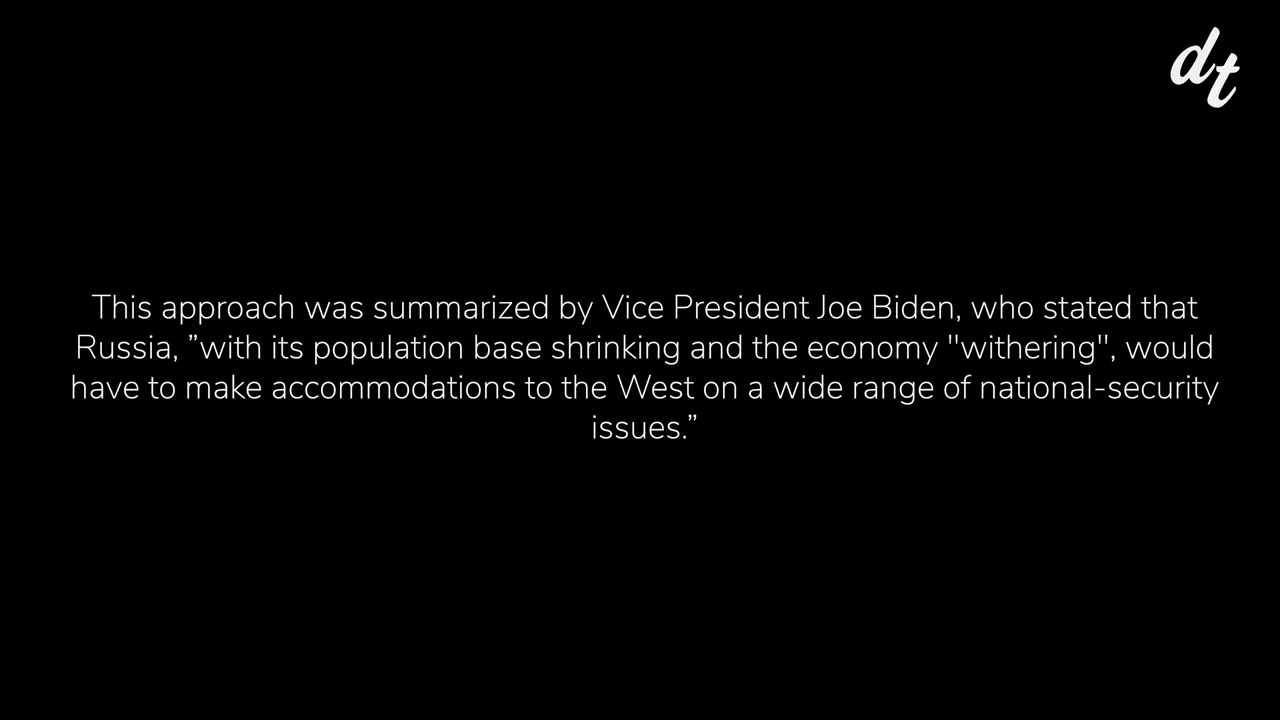 dt
This approach was summarized by Vice President Joe Biden, who stated that
Russia, ”with its population base shrinking and the economy "withering", would
have to make accommodations to the West on a wide range of national-security
issues.”